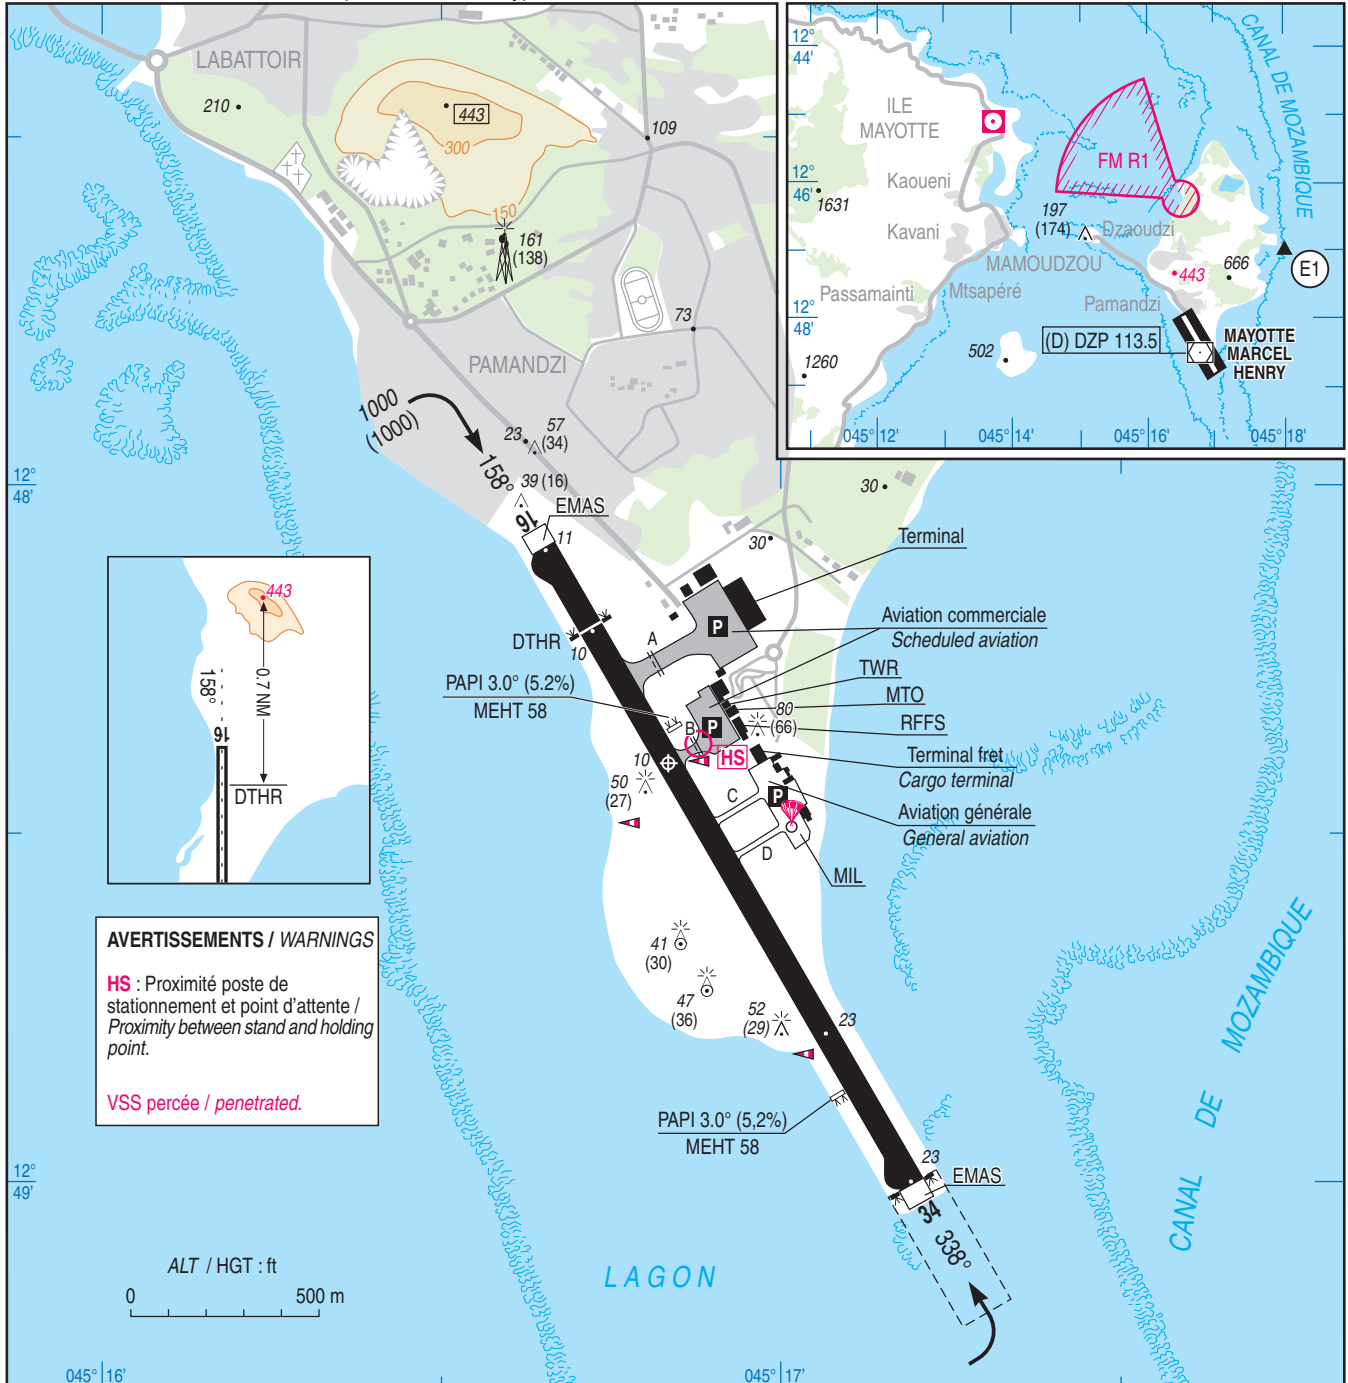 LABATTOIR
210
443
300
109
150
161
(138)
73
PAMANDZI
1000
(1000)
23
57
(34)
158°
39 (16)
16
EMAS
11
12°
48'
30
30
Terminal
Aviation commerciale
Scheduled aviation
TWR
MTO
RFFS
Terminal fret
Cargo terminal
Aviation générale
General aviation
MIL
DTHR
10
A
P
PAPI 3.0° (5.2%)
MEHT 58
B
P
80
(66)
HS
10
50
(27)
C
P
D
443
0.7 NM
158°
16
DTHR
AVERTISSEMENTS / WARNINGS
HS : Proximité poste de
stationnement et point d'attente /
Proximity between stand and holding
point.
VSS percée / penetrated.
41
(30)
47
(36)
52
(29)
23
PAPI 3.0° (5,2%)
MEHT 58
23
EMAS
34
338°
12°
49'
ALT / HGT : ft
0
500 m
LAGON
CANAL DE MOZAMBIQUE
045° 16'
045° 17'
12°
44'
ILE
MAYOTTE
CANAL DE MOZAMBIQUE
FM R1
12°
46'
Kaoueni
1631
197
(174)
Dzaoudzi
Kavani
MAMOUDZOU
E1
443
666
Passamainti
Mtsapéré
Pamandzi
12°
48'
(D) DZP 113.5
MAYOTTE
MARCEL
HENRY
502
1260
045° 12'
045° 14'
045° 16'
045° 18'